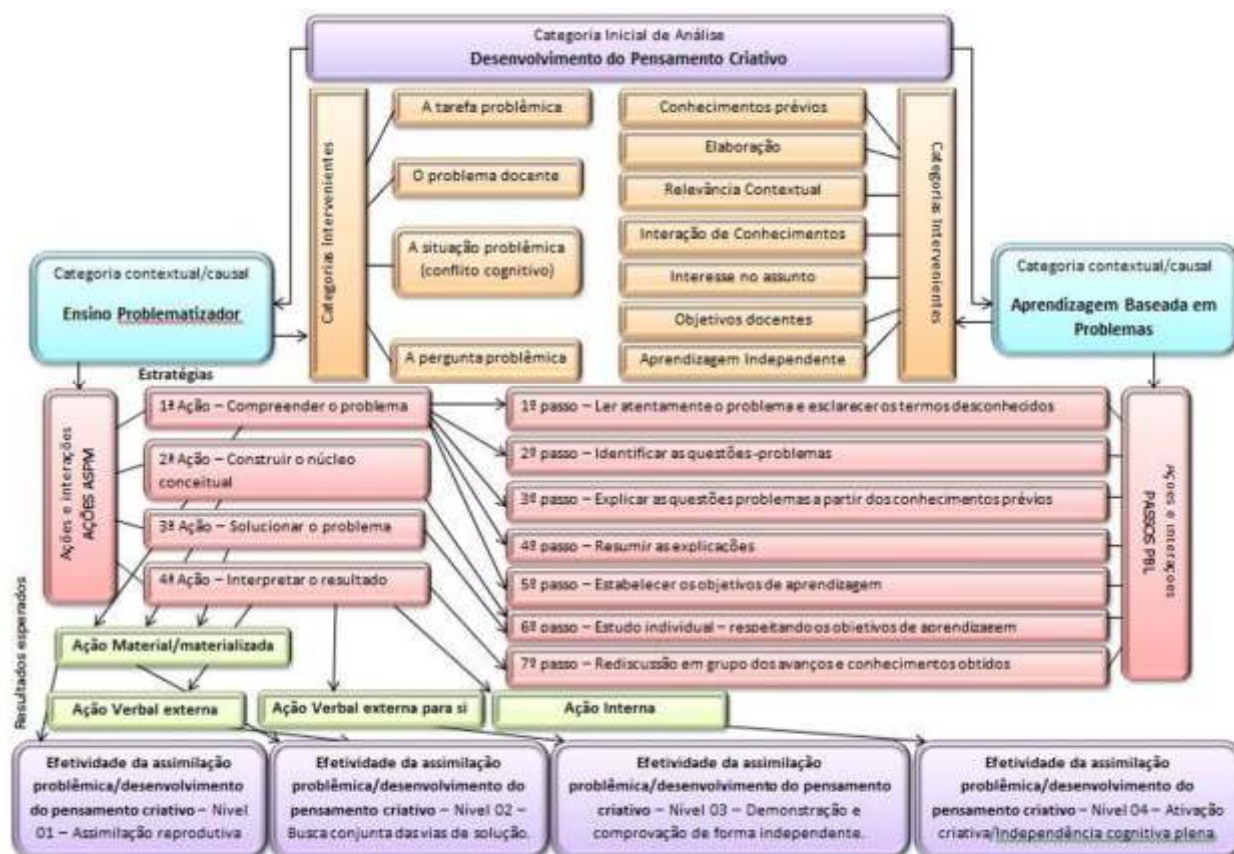 Categoria Inicial de Análise
Desenvolvimento do Pensamento Criativo
Categorias Intervenientes
A tarefa problêmica
O problema docente
A situação problêmica
(conflito cognitivo)
A pergunta problêmica
Conhecimentos prévios
Elaboração
Relevância Contextual
Interação de Conhecimentos
Interesse no assunto
Objetivos docentes
Aprendizagem Independente
Categorias Intervenientes
Categoria contextual/causal
Ensino Problematizador
Categoria contextual/causal
Aprendizagem Baseada em
Problemas
Estratégias
Ações e interações
AÇÕES ASPM
1ª Ação – Compreender o problema
2ª Ação – Construir o núcleo
conceitual
3ª Ação – Solucionar o problema
4ª Ação – Interpretar o resultado
1º passo – Ler atentamente o problema e esclarecer os termos desconhecidos
2º passo – Identificar as questões-problemas
3º passo – Explicar as questões problemas a partir dos conhecimentos prévios
4º passo – Resumir as explicações
5º passo – Estabelecer os objetivos de aprendizagem
6º passo – Estudo individual – respeitando os objetivos de aprendizagem
7º passo – Rediscussão em grupo dos avanços e conhecimentos obtidos
Ações e interações
PASSOS PBL
Resultados esperados
Ação Material/materializada
Ação Verbal externa
Ação Verbal externa para si
Ação Interna
Efetividade da assimilação
problêmica/desenvolvimento
do pensamento criativo – Nível
01 – Assimilação reprodutiva
Efetividade da assimilação
problêmica/desenvolvimento do
pensamento criativo – Nível 02 –
Busca conjunta das vias de solução.
Efetividade da assimilação
problêmica/desenvolvimento do pensamento
criativo – Nível 03 – Demonstração e
comprovação de forma independente.
Efetividade da assimilação
problêmica/desenvolvimento do
pensamento criativo – Nível 04 – Ativação
criativa/Independência cognitiva plena.